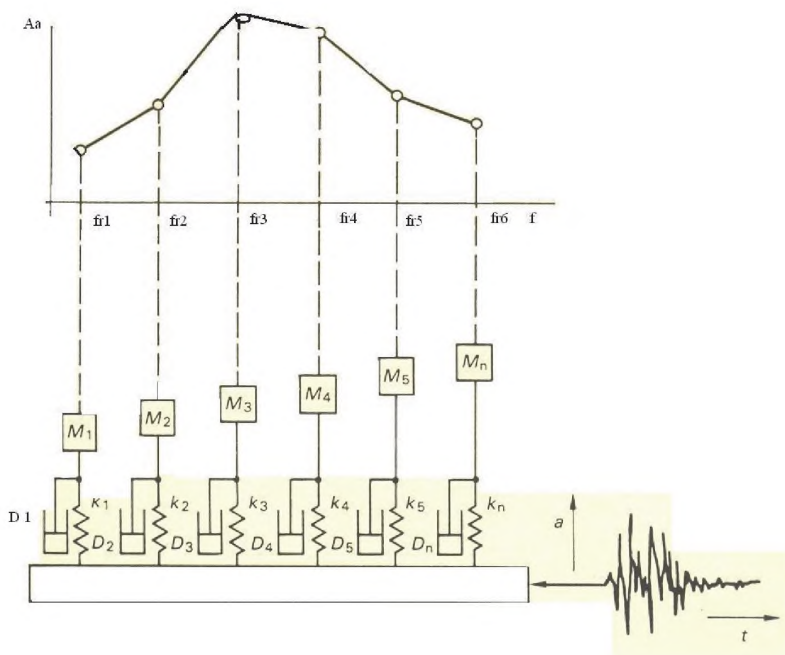 Aa
fr1 fr2 fr3 fr4 fr5 fr6 f
M1 M2 M3 M4 M5 Mn
κ1 k2 k3 k4 k5 kn
D 1 D2 D3 D4 D5 Dn
a
t